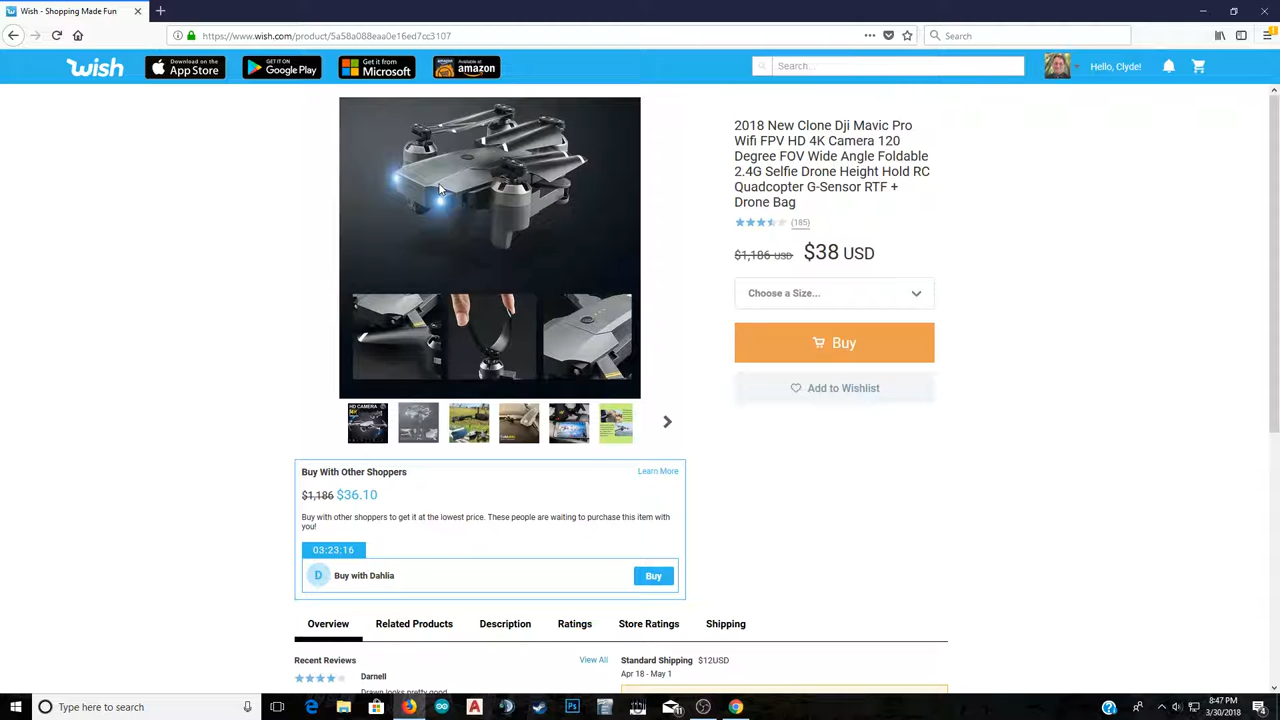 Wish - Shopping Made Fun
https://www.wish.com/product/5a58a088eaa0e16ed7cc3107
Search
wish
Download on the App Store
GET IT ON Google Play
Get it from Microsoft
Available at amazon
Search...
Hello, Clyde!
2018 New Clone Dji Mavic Pro
Wifi FPV HD 4K Camera 120
Degree FOV Wide Angle Foldable
2.4G Selfie Drone Height Hold RC
Quadcopter G-Sensor RTF +
Drone Bag
(185)
$1,186 USD $38 USD
Choose a Size...
Buy
Add to Wishlist
HD CAMERA
Buy With Other Shoppers
Learn More
$1,186 $36.10
Buy with other shoppers to get it at the lowest price. These people are waiting to purchase this item with
you!
03:23:16
D Buy with Dahlia
Buy
Overview
Related Products
Description
Ratings
Store Ratings
Shipping
Recent Reviews
View All
Standard Shipping $12USD
Darnell
Apr 18 - May 1
Drawn looks pretty good
Type here to search
8:47 PM
3/30/2018